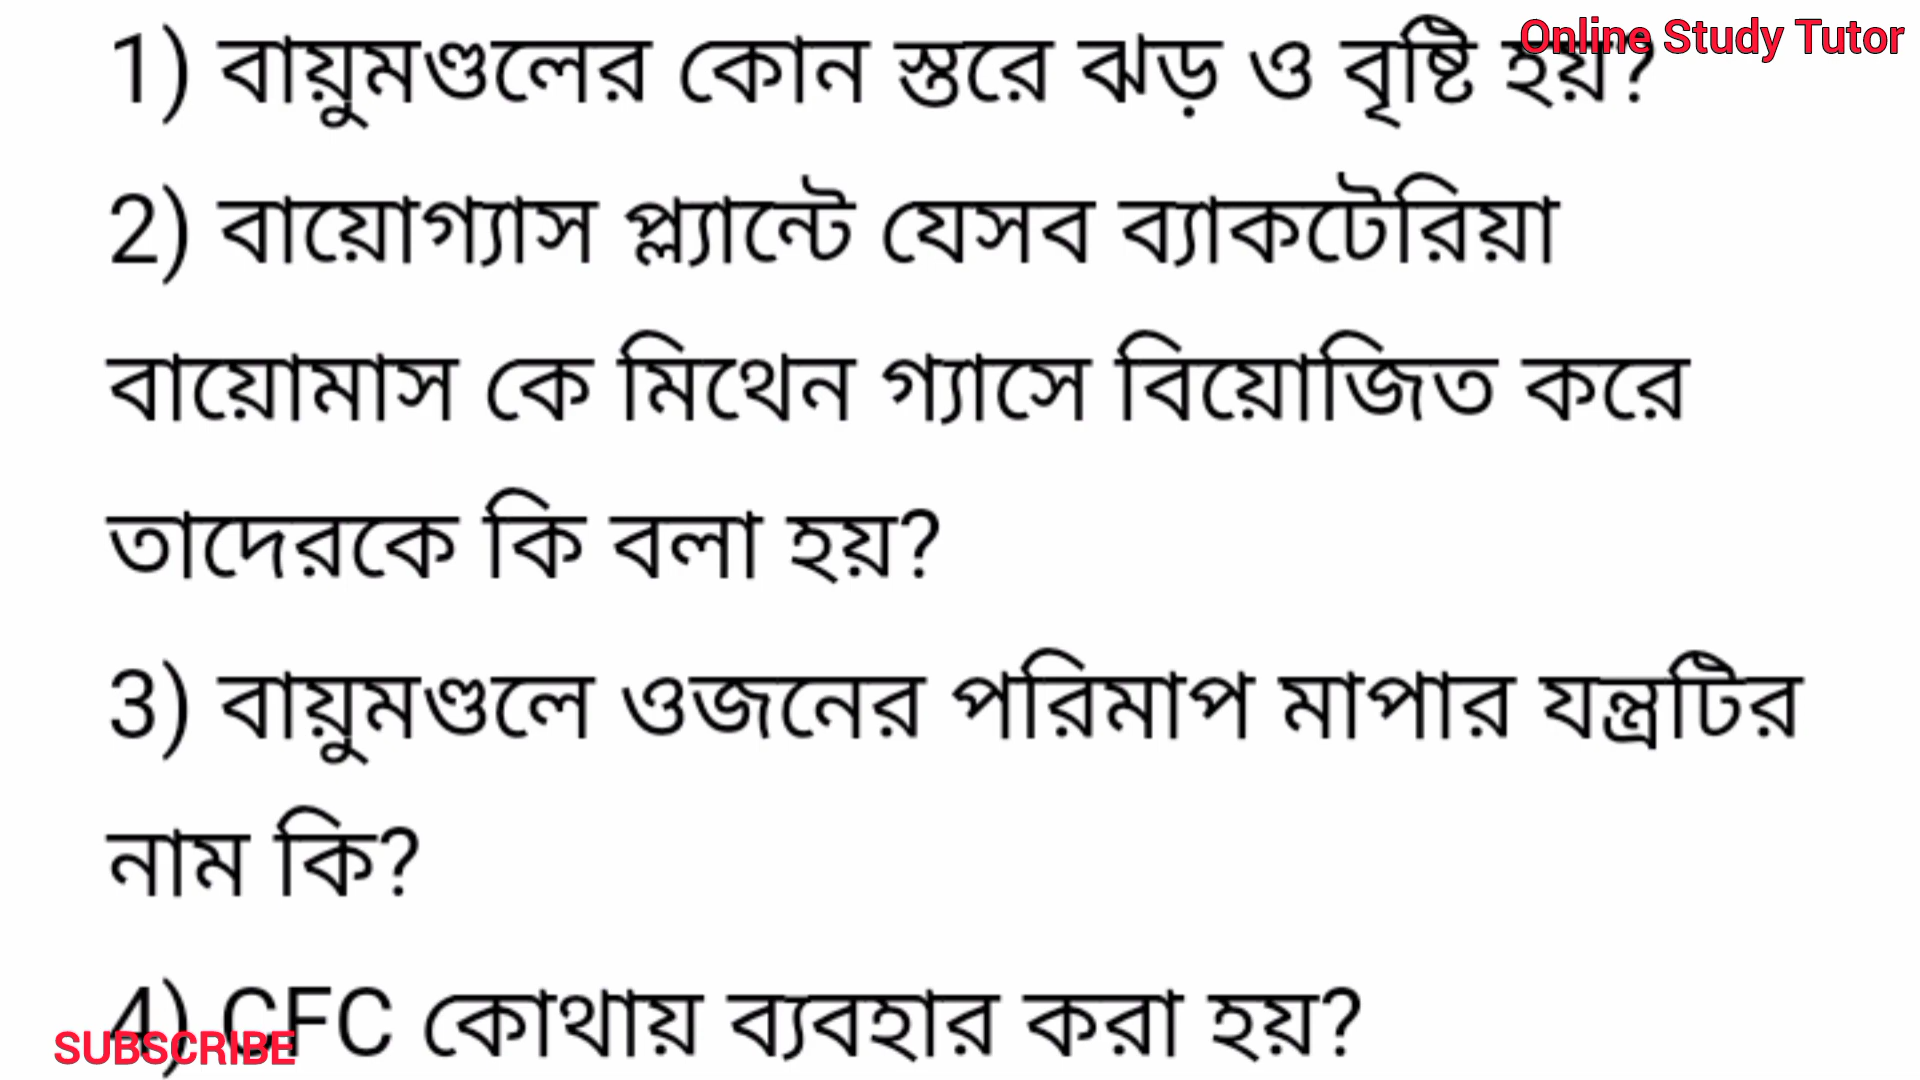 Online Study Tutor
1) বায়ুমণ্ডলের কোন স্তরে ঝড় ও বৃষ্টি হয়?
2) বায়োগ্যাস প্ল্যান্টে যেসব ব্যাকটেরিয়া
বায়োমাস কে মিথেন গ্যাসে বিয়োজিত করে
তাদেরকে কি বলা হয়?
3) বায়ুমণ্ডলে ওজনের পরিমাপ মাপার যন্ত্রটির
নাম কি?
4) CFC কোথায় ব্যবহার করা হয়?
SUBSCRIBE